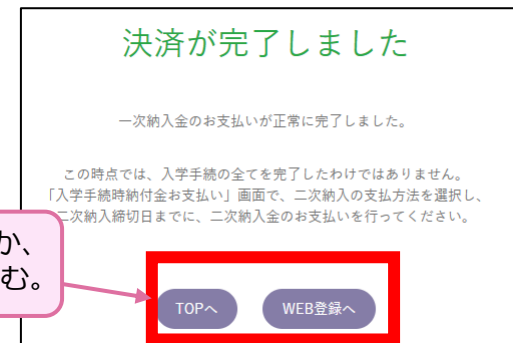 決済が完了しました
一次納入金のお支払いが正常に完了しました。
この時点では、入学手続の全てを完了したわけではありません。
「入学手続時納付金お支払い」画面で、二次納入の支払方法を選択し、
二次納入締切日までに、二次納入金のお支払いを行ってください。
か、
む。
TOPへ
WEB登録へ